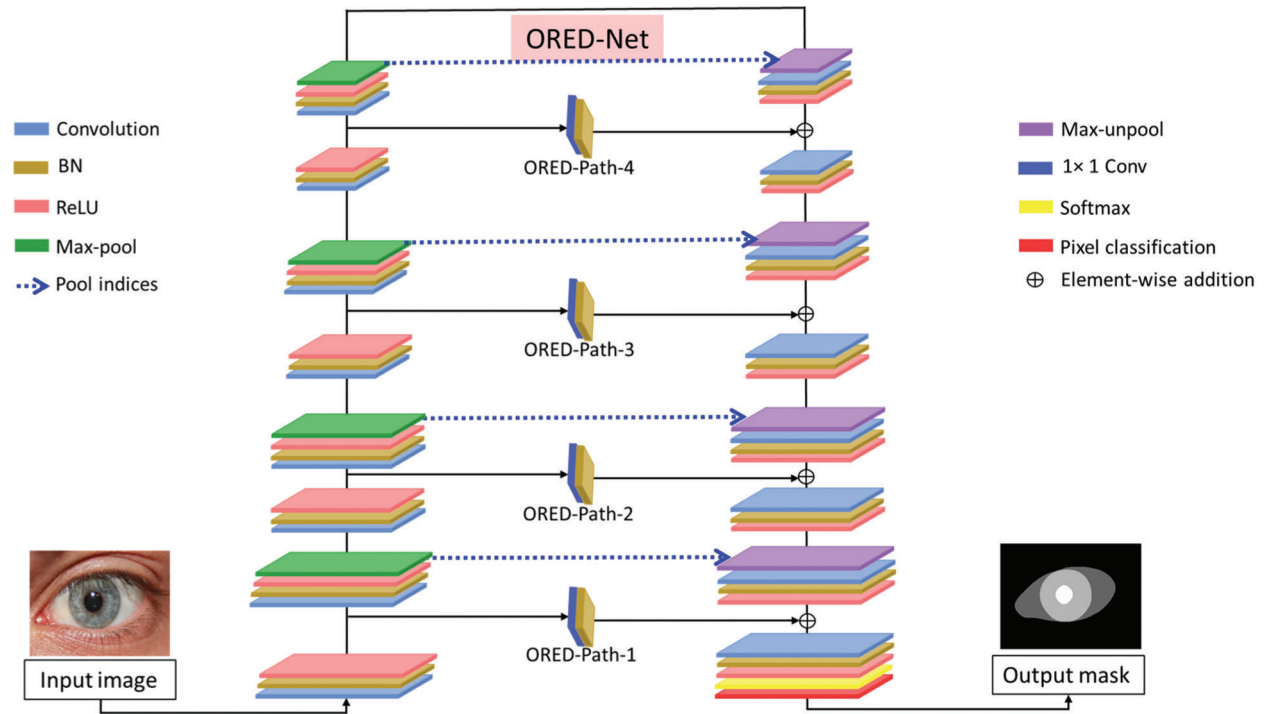 ORED-Net
Convolution
BN
ReLU
Max-pool
Pool indices
ORED-Path-4
ORED-Path-3
ORED-Path-2
ORED-Path-1
Max-unpool
1× 1 Conv
Softmax
Pixel classification
Element-wise addition
Input image
Output mask